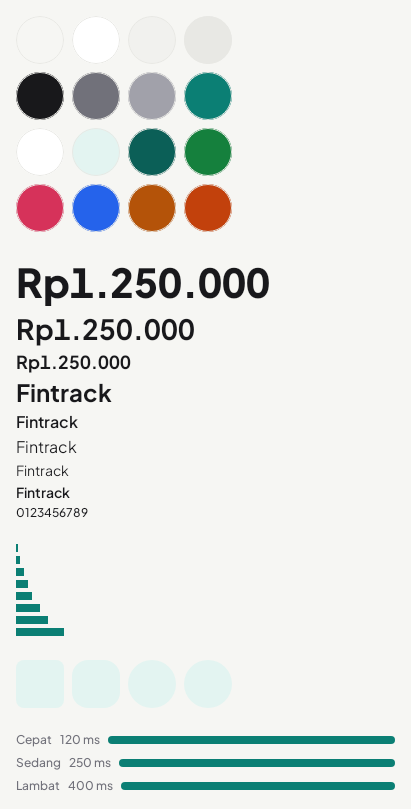 Rp1.250.000
Rp1.250.000
Rp1.250.000
Fintrack
Fintrack
Fintrack
Fintrack
Fintrack
0123456789
Cepat 120 ms
Sedang 250 ms
Lambat 400 ms